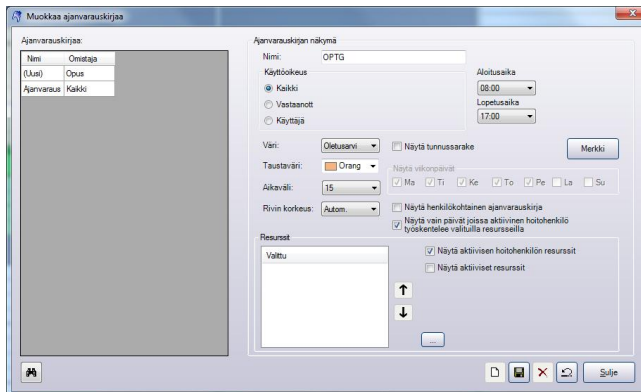 Muokkaa ajanvarauskirjaa
Ajanvarauskirjaa:
Nimi Omistaja
(Uusi) Opus
Ajanvaraus Kaikki
Ajanvarauskirjan näkymä
Nimi: OPTG
Käyttöoikeus
Kaikki
Vastaanott
Käyttäjä
Aloitusaika
08:00
Lopetusaika
17:00
Väri: Oletusarvi
Näytä tunnussarake
Merkki
Taustaväri: Orang
Näytä viikonpäivät
Ma Ti Ke To Pe La Su
Aikaväli: 15
Rivin korkeus: Autom.
Näytä henkilökohtainen ajanvarauskirja
Näytä vain päivät joissa aktiivinen hoitohenkilö
työskentelee valituilla resursseilla
Resurssit
Valittu
Näytä aktiivisen hoitohenkilön resurssit
Näytä aktiiviset resurssit
...
Sulje